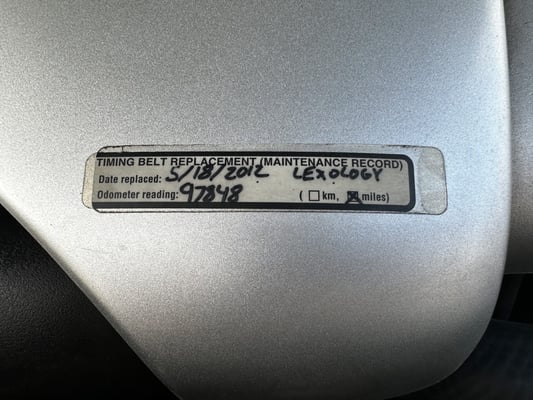 TIMING BELT REPLACEMENT (MAINTENANCE RECORD)
Date replaced: 5/18/2012 LEXOLOGY
Odometer reading: 97848 ( km, miles)